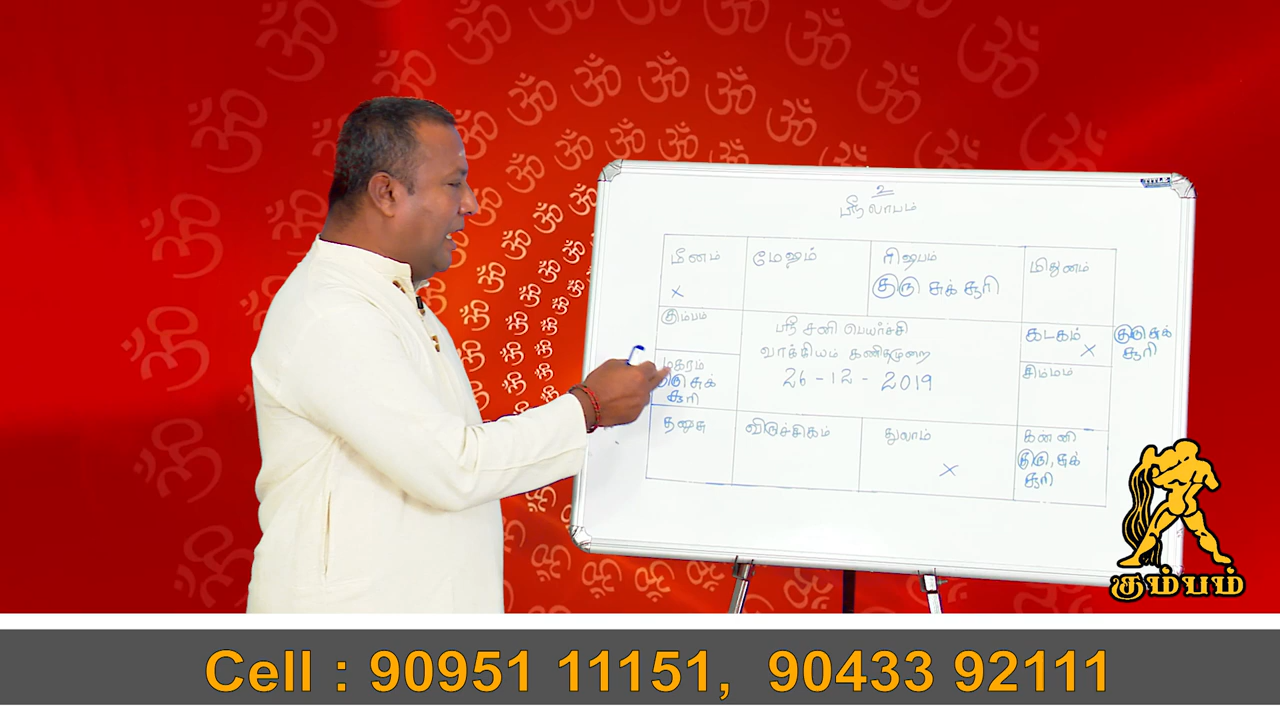 உ
ஸ்ரீ லாபம்
மீனம் மேஷம் ரிஷபம் மிதுனம்
X குரு சுக் சூரி
கும்பம் ஸ்ரீ சனி பெயர்ச்சி கடகம் X குரு சுக் சூரி
வாக்கியம் கணிதமுறை
மகரம் 26-12-2019 சிம்மம்
குரு சுக்
சூரி
தனுசு விருச்சிகம் துலாம் கன்னி
X குரு, சுக்
சூரி
கும்பம்
Cell : 90951 11151, 90433 92111